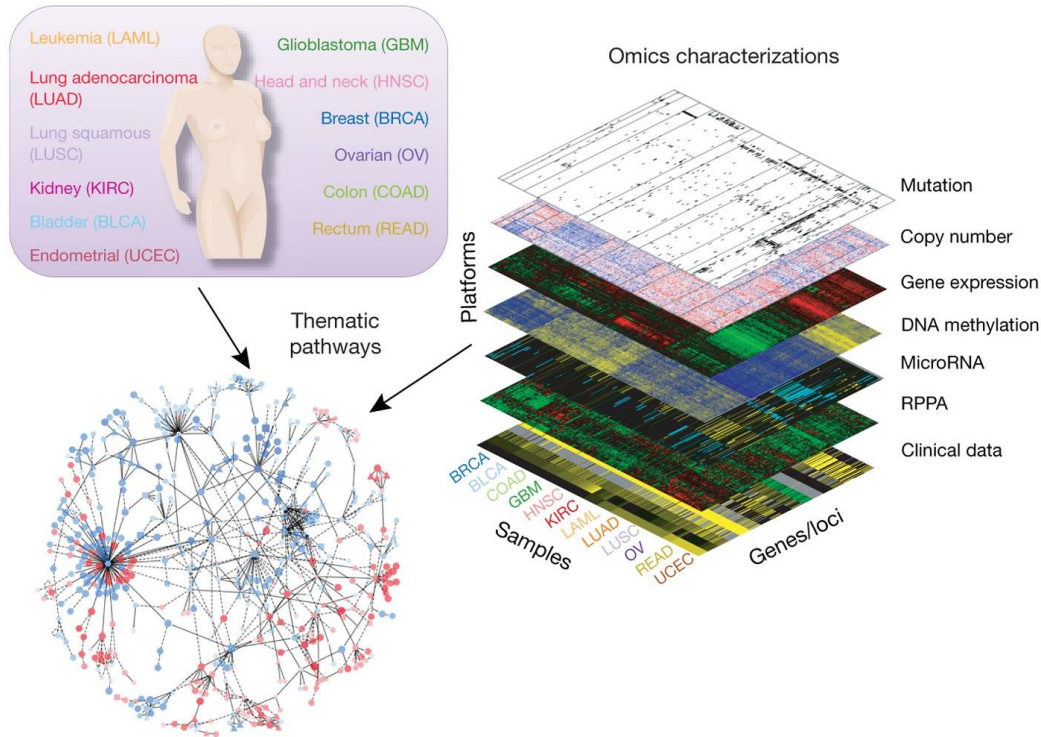 Leukemia (LAML)
Lung adenocarcinoma
(LUAD)
Lung squamous
(LUSC)
Kidney (KIRC)
Bladder (BLCA)
Endometrial (UCEC)
Glioblastoma (GBM)
Head and neck (HNSC)
Breast (BRCA)
Ovarian (OV)
Colon (COAD)
Rectum (READ)
Thematic
pathways
Omics characterizations
Platforms
Mutation
Copy number
Gene expression
DNA methylation
MicroRNA
RPPA
Clinical data
BRCA
BLCA
COAD
GBM
HNSC
KIRC
LAML
LUAD
LUSC
OV
READ
UCEC
Samples
Genes/loci